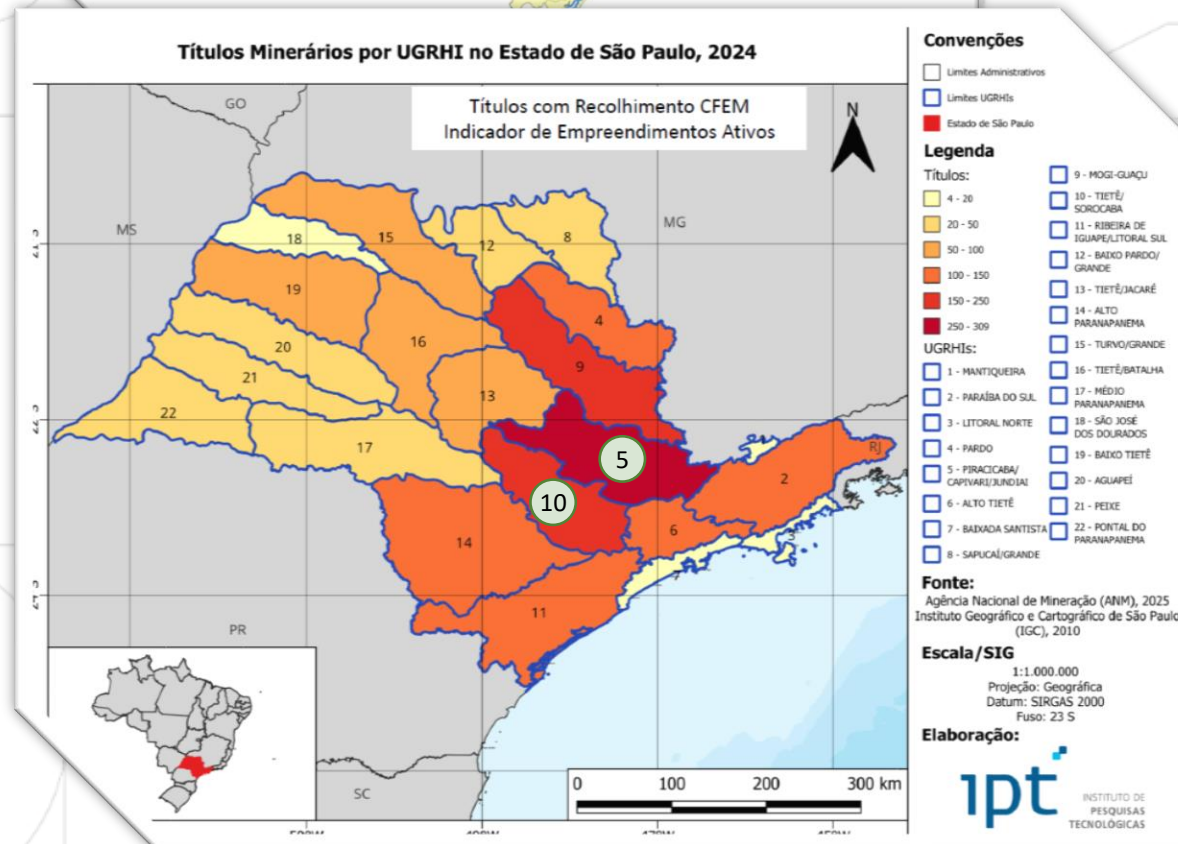 Títulos Minerários por UGRHI no Estado de São Paulo, 2024
Títulos com Recolhimento CFEM
Indicador de Empreendimentos Ativos
N
GO
MS
MG
RJ
PR
SC
18
15
12
8
19
16
4
20
9
21
13
22
17
5
2
10
6
3
14
7
11
0 100 200 300 km
Convenções
Limites Administrativos
Limites UGRHIs
Estado de São Paulo
Legenda
Títulos:
4 - 20
20 - 50
50 - 100
100 - 150
150 - 250
250 - 309
UGRHIs:
1 - MANTIQUEIRA
2 - PARAÍBA DO SUL
3 - LITORAL NORTE
4 - PARDO
5 - PIRACICABA/
CAPIVARI/JUNDIAI
6 - ALTO TIETÊ
7 - BAIXADA SANTISTA
8 - SAPUCAÍ/GRANDE
9 - MOGI-GUAÇU
10 - TIETÊ/
SOROCABA
11 - RIBEIRA DE
IGUAPE/LITORAL SUL
12 - BAIXO PARDO/
GRANDE
13 - TIETÊ/JACARÉ
14 - ALTO
PARANAPANEMA
15 - TURVO/GRANDE
16 - TIETÊ/BATALHA
17 - MÉDIO
PARANAPANEMA
18 - SÃO JOSÉ
DOS DOURADOS
19 - BAIXO TIETÊ
20 - AGUAPEÍ
21 - PEIXE
22 - PONTAL DO
PARANAPANEMA
Fonte:
Agência Nacional de Mineração (ANM), 2025
Instituto Geográfico e Cartográfico de São Paulo
(IGC), 2010
Escala/SIG
1:1.000.000
Projeção: Geográfica
Datum: SIRGAS 2000
Fuso: 23 S
Elaboração:
ipt
INSTITUTO DE
PESQUISAS
TECNOLÓGICAS